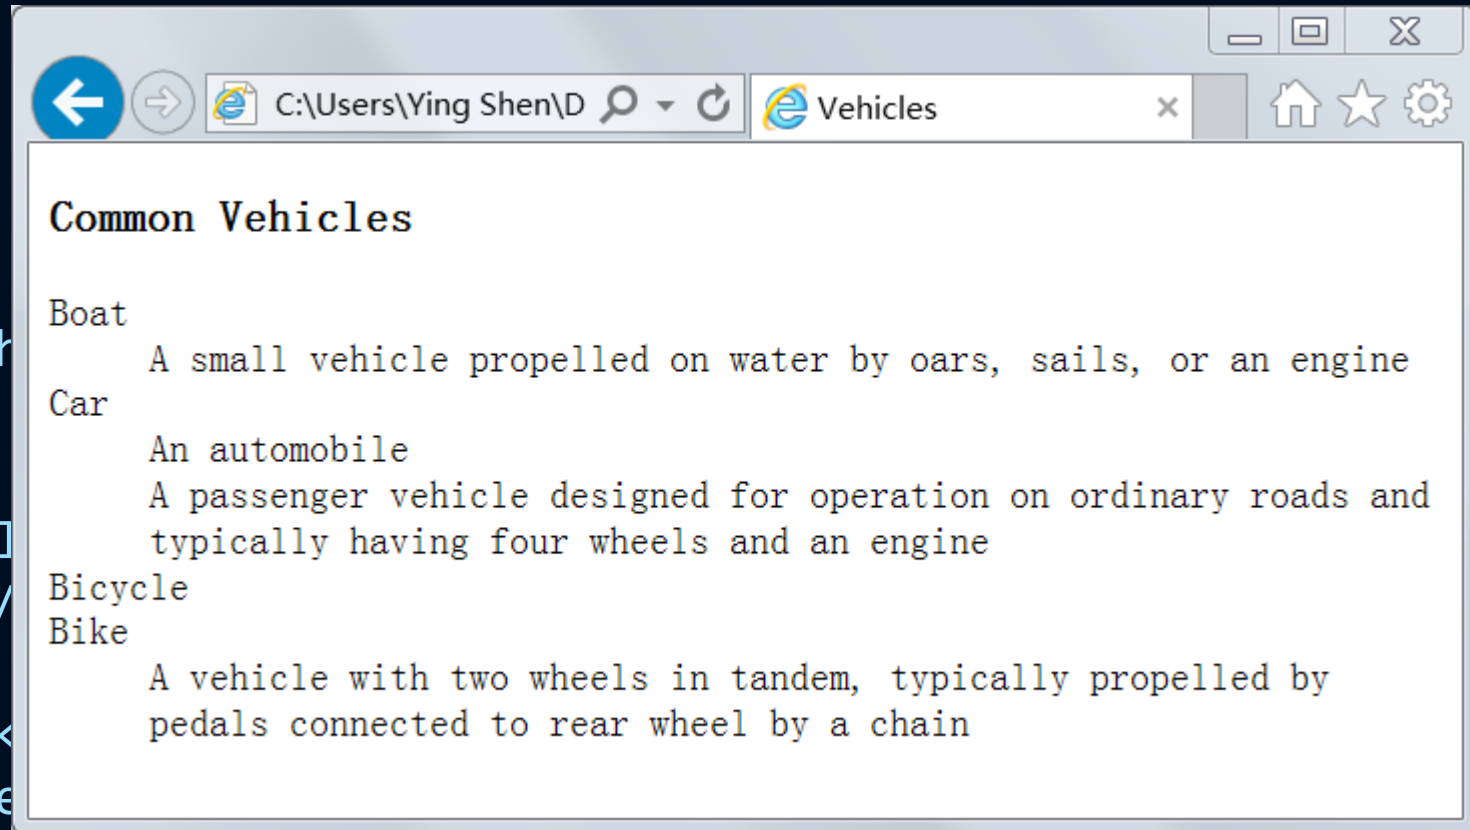 C:\Users\Ying Shen\D
Vehicles
Common Vehicles
Boat
A small vehicle propelled on water by oars, sails, or an engine
Car
An automobile
A passenger vehicle designed for operation on ordinary roads and
typically having four wheels and an engine
Bicycle
Bike
A vehicle with two wheels in tandem, typically propelled by
pedals connected to rear wheel by a chain